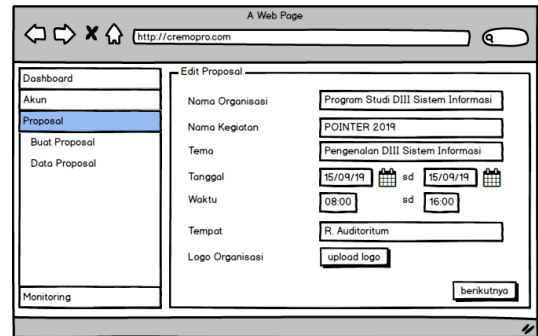 A Web Page
http://cremopro.com
Dashboard
Akun
Proposal
Buat Proposal
Data Proposal
Monitoring
Edit Proposal
Nama Organisasi Program Studi DIII Sistem Informasi
Nama Kegiatan POINTER 2019
Tema Pengenalan DIII Sistem Informasi
Tanggal 15/09/19 sd 15/09/19
Waktu 08:00 sd 16:00
Tempat R. Auditoritum
Logo Organisasi upload logo
berikutnya